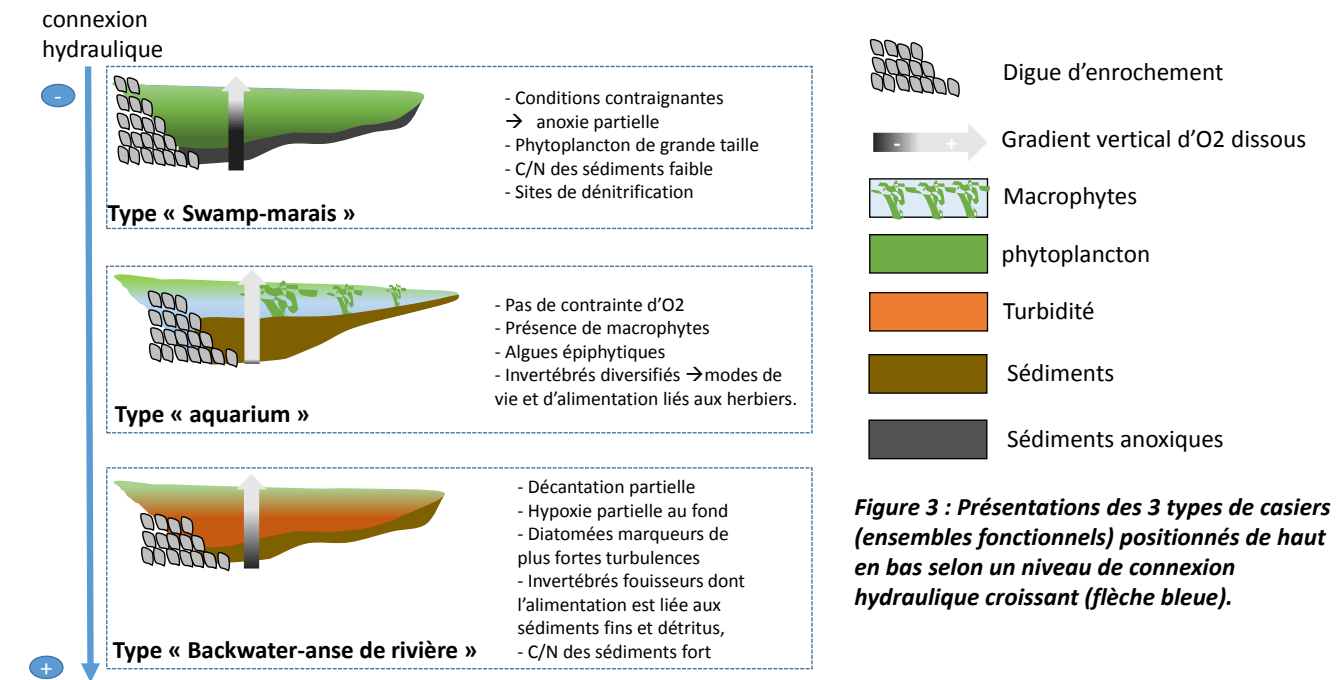 connexion
hydraulique
-
- Conditions contraignantes
→ anoxie partielle
- Phytoplancton de grande taille
- C/N des sédiments faible
- Sites de dénitrification
Type « Swamp-marais »
- Pas de contrainte d’O2
- Présence de macrophytes
- Algues épiphytiques
- Invertébrés diversifiés →modes de
vie et d’alimentation liés aux herbiers.
Type « aquarium »
- Décantation partielle
- Hypoxie partielle au fond
- Diatomées marqueurs de
plus fortes turbulences
- Invertébrés fouisseurs dont
l’alimentation est liée aux
sédiments fins et détritus,
- C/N des sédiments fort
Type « Backwater-anse de rivière »
+
Digue d’enrochement
- + Gradient vertical d’O2 dissous
Macrophytes
phytoplancton
Turbidité
Sédiments
Sédiments anoxiques
Figure 3 : Présentations des 3 types de casiers
(ensembles fonctionnels) positionnés de haut
en bas selon un niveau de connexion
hydraulique croissant (flèche bleue).